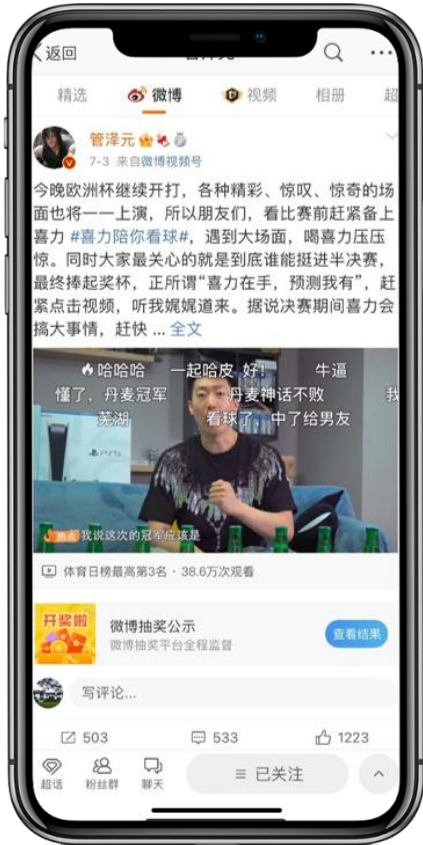 返回
精选 微博 视频 相册 超
管泽元
7-3 来自微博视频号
今晚欧洲杯继续开打，各种精彩、惊叹、惊奇的场
面也将一一上演，所以朋友们，看比赛前赶紧备上
喜力 #喜力陪你看球#，遇到大场面，喝喜力压压
惊。同时大家最关心的就是到底谁能挺进半决赛，
最终捧起奖杯，正所谓“喜力在手，预测我有”，赶
紧点击视频，听我娓娓道来。据说决赛期间喜力会
搞大事情，赶快 ... 全文
哈哈哈 一起哈皮 好！ 牛逼
懂了，丹麦冠军 丹麦神话不败 我
芜湖 看球了，中了给男友
热点 我说这次的冠军应该是
体育日榜最高第3名 · 38.6万次观看
开奖啦
微博抽奖公示
微博抽奖平台全程监督
查看结果
写评论...
503 533 1223
超话 粉丝群 聊天 已关注